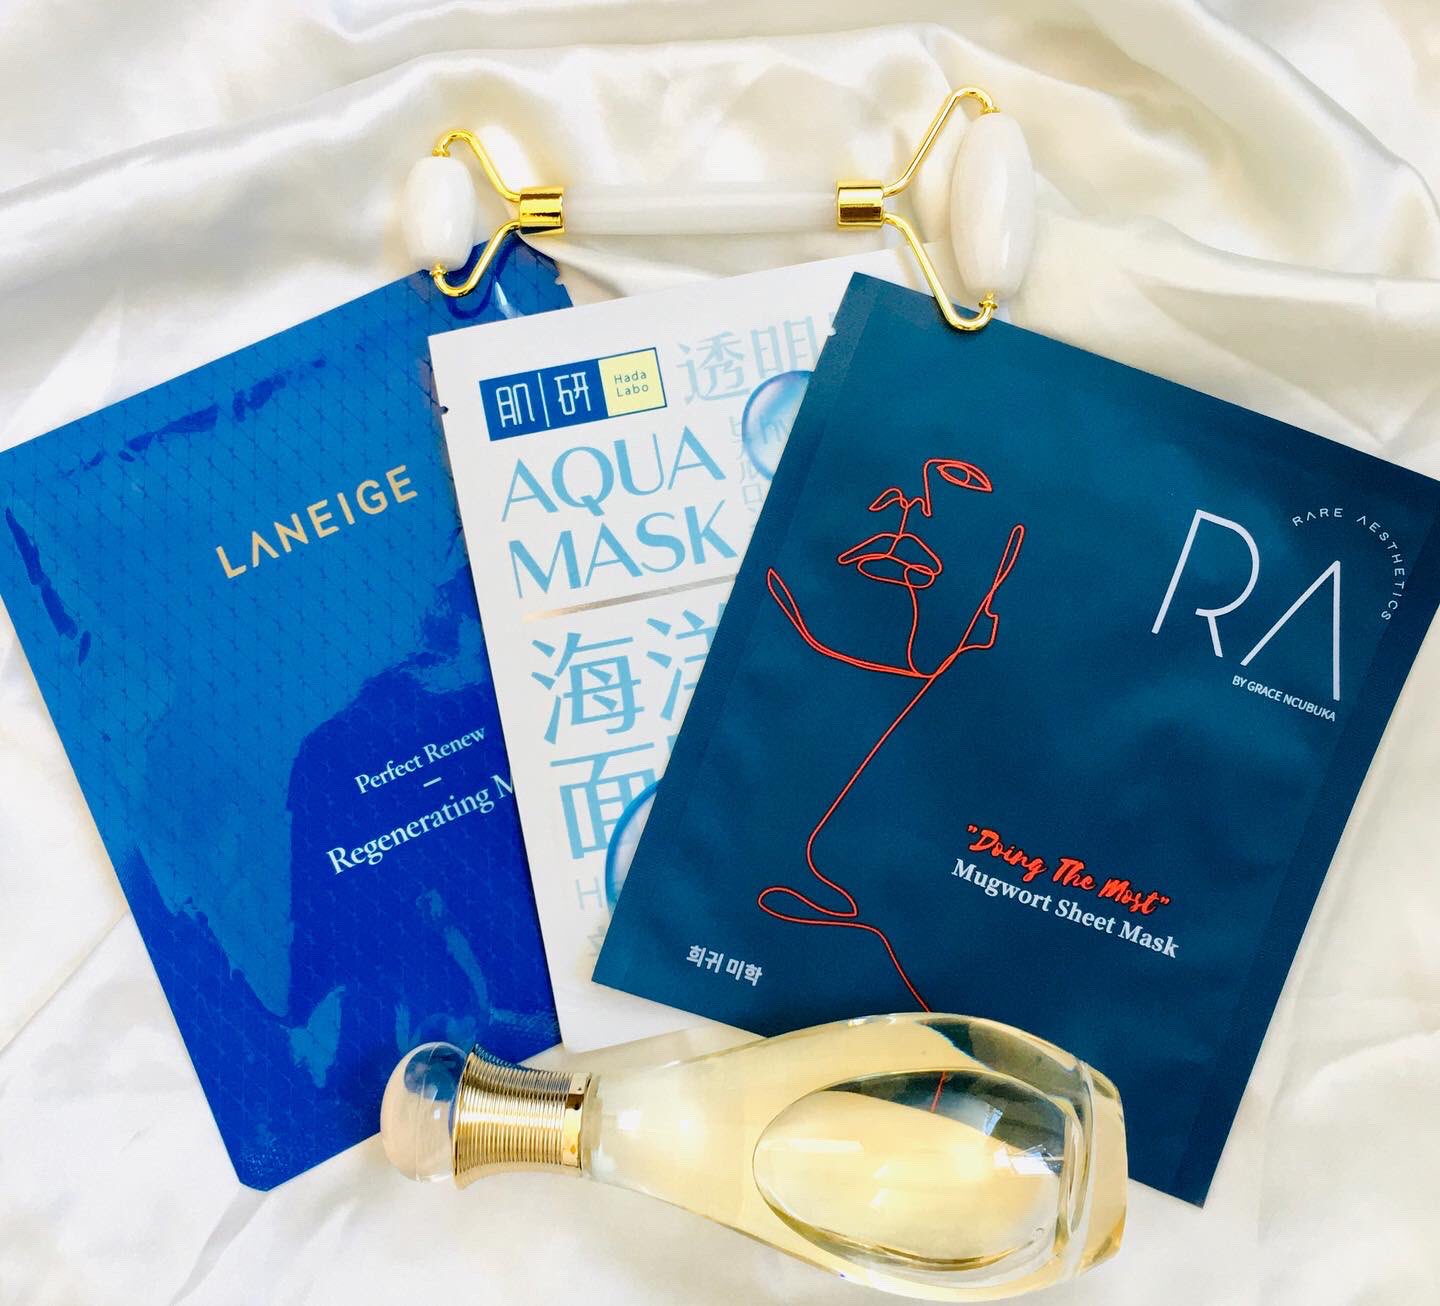 LANEIGE
Perfect Renew
Regenerating
肌研
Hada
Labo
透明
AQUA
MASK
海洋
面
RA
RARE AESTHETICS
BY GRACE NCUBUKA
"Doing The Most"
Mugwort Sheet Mask
희귀 미학